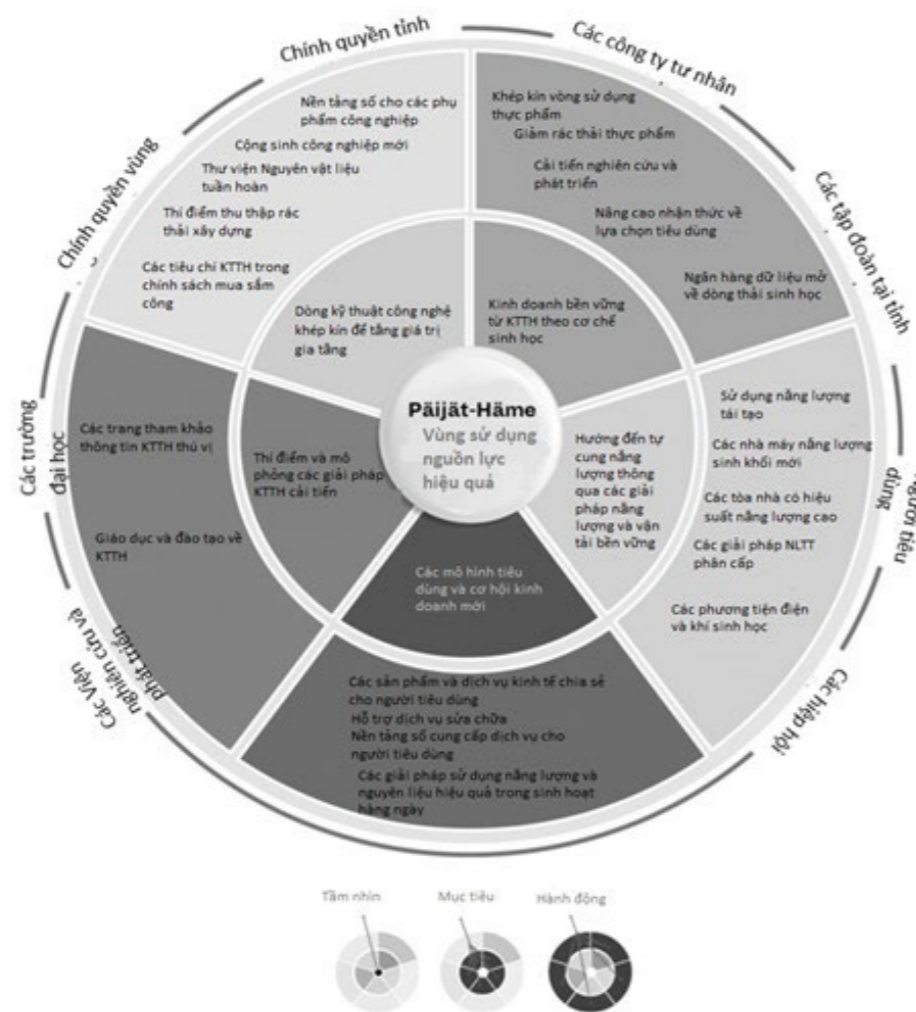 Chính quyền tỉnh
Các công ty tư nhân
Chính quyền vùng
Các tập đoàn tại tỉnh
Nền tảng số cho các phụ
phẩm công nghiệp
Cộng sinh công nghiệp mới
Thư viện Nguyên vật liệu
tuần hoàn
Thí điểm thu thập rác
thải xây dựng
Các tiêu chí KTTH trong
chính sách mua sắm
công
Khép kín vòng sử dụng
thực phẩm
Giảm rác thải thực phẩm
Cải tiến nghiên cứu và
phát triển
Nâng cao nhận thức về
lựa chọn tiêu dùng
Ngân hàng dữ liệu mở
về dòng thải sinh học
Dòng kỹ thuật công nghệ
khép kín để tăng giá trị
gia tăng
Kinh doanh bền vững
từ KTTH theo cơ chế
sinh học
Päijät-Häme
Vùng sử dụng
nguồn lực
hiệu quả
Các trường
đại học
Các trang tham khảo
thông tin KTTH thú vị
Giáo dục và đào tạo về
KTTH
Thí điểm và mô
phỏng các giải pháp
KTTH cải tiến
Hướng đến tự
cung năng
lượng thông
qua các giải
pháp năng
lượng và vận
tải bền vững
Sử dụng năng lượng
tái tạo
Các nhà máy năng lượng
sinh khối mới
Các tòa nhà có hiệu
suất năng lượng cao
Các giải pháp NLTT
phân cấp
Các phương tiện điện
và khí sinh học
Người tiêu
dùng
Các mô hình tiêu
dùng và cơ hội kinh
doanh mới
Các Viện
nghiên cứu và
phát triển
Các hiệp hội
Các sản phẩm và dịch vụ kinh tế chia sẻ
cho người tiêu dùng
Hỗ trợ dịch vụ sửa chữa
Nền tảng số cung cấp dịch vụ cho
người tiêu dùng
Các giải pháp sử dụng năng lượng và
nguyên liệu hiệu quả trong sinh hoạt
hàng ngày
Tầm nhìn
Mục tiêu
Hành động